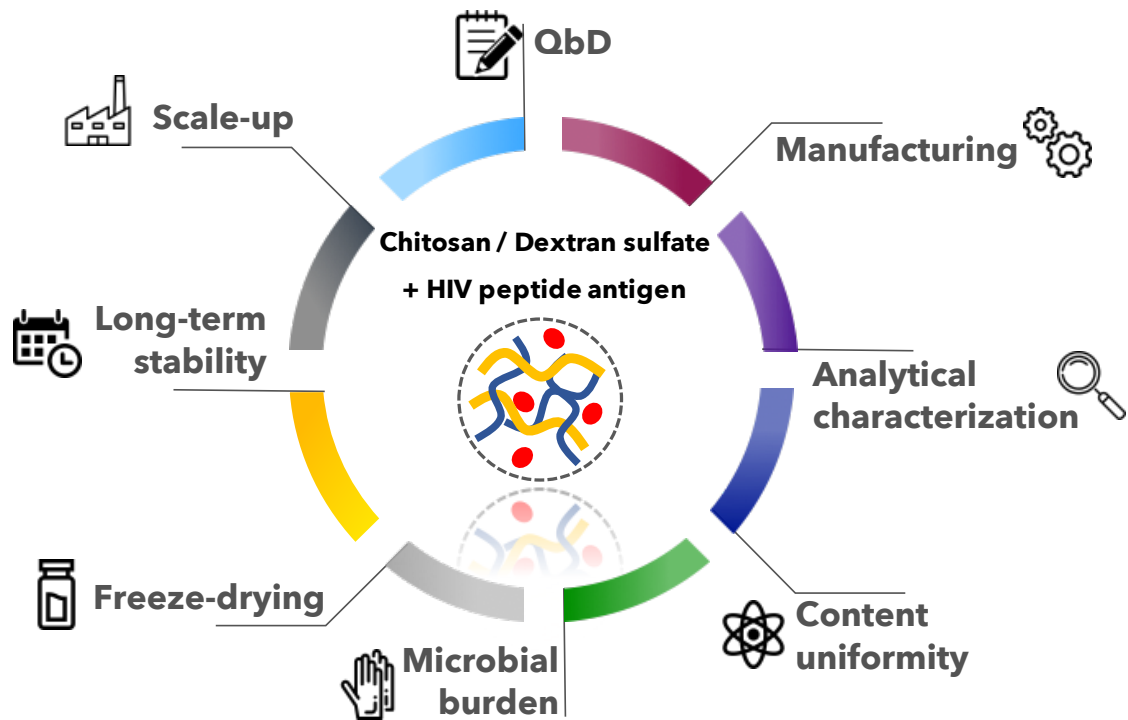 QbD
Manufacturing
Analytical
characterization
Content
uniformity
Microbial
burden
Freeze-drying
Long-term
stability
Scale-up
Chitosan / Dextran sulfate
+ HIV peptide antigen